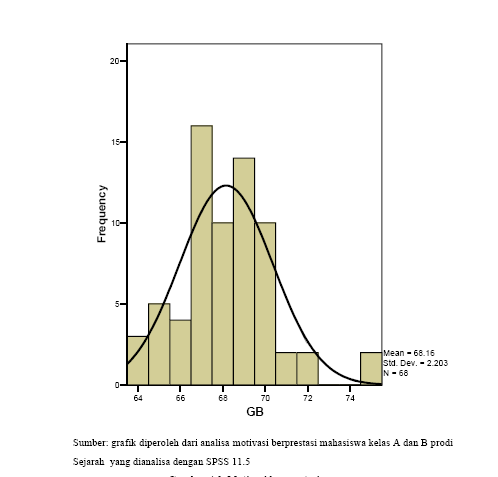 20
15
10
5
0
Frequency
64 66 68 70 72 74
GB
Mean = 68.16
Std. Dev. = 2.203
N = 68
Sumber: grafik diperoleh dari analisa motivasi berprestasi mahasiswa kelas A dan B prodi
Sejarah yang dianalisa dengan SPSS 11.5